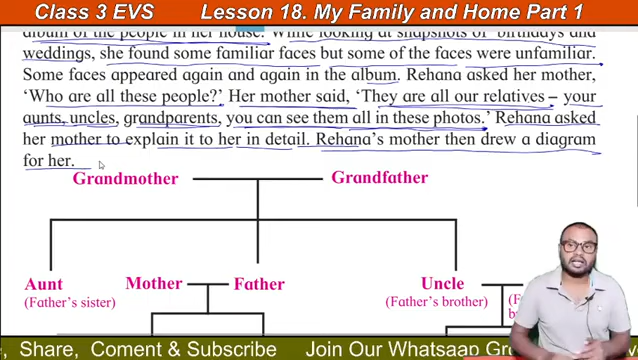 Class 3 EVS Lesson 18. My Family and Home Part 1
album of the people in her house. While looking at snapshots of birthdays and
weddings, she found some familiar faces but some of the faces were unfamiliar.
Some faces appeared again and again in the album. Rehana asked her mother,
‘Who are all these people?’ Her mother said, ‘They are all our relatives – your
aunts, uncles, grandparents, you can see them all in these photos.’ Rehana asked
her mother to explain it to her in detail. Rehana’s mother then drew a diagram
for her.
Grandmother Grandfather
Aunt Mother Father Uncle
(Father’s sister) (Father’s brother)
Share, Coment & Subscribe Join Our Whatsaap